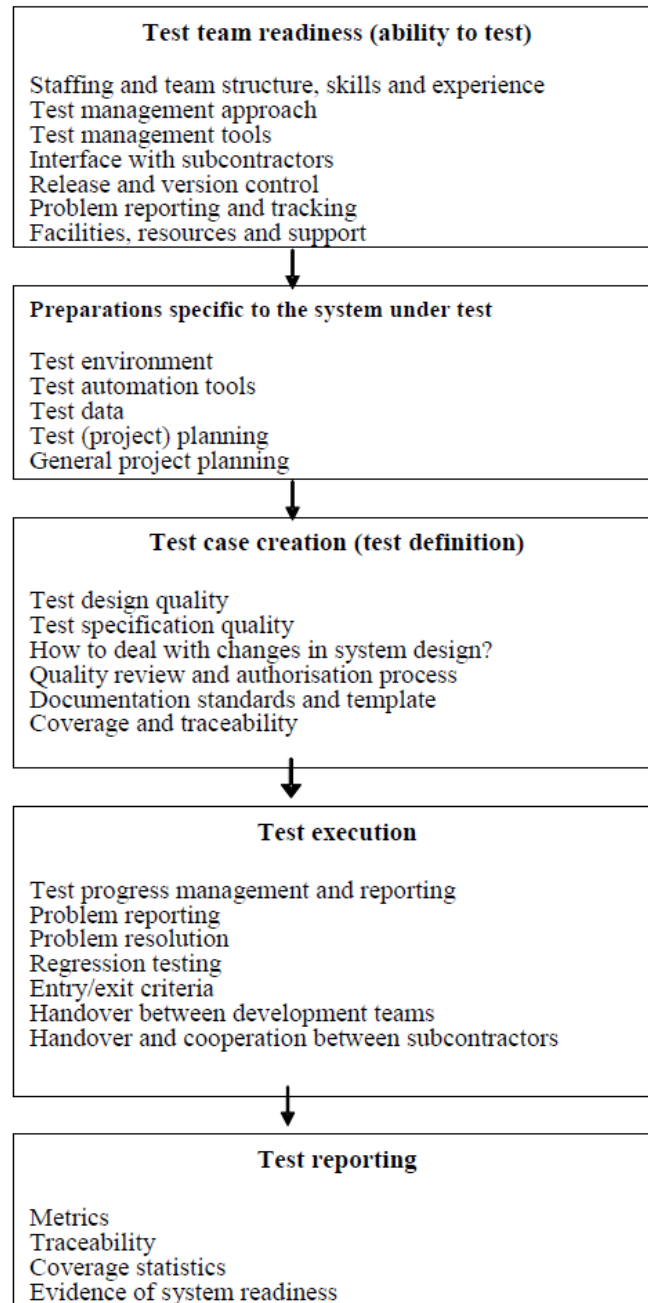 Test team readiness (ability to test)
Staffing and team structure, skills and experience
Test management approach
Test management tools
Interface with subcontractors
Release and version control
Problem reporting and tracking
Facilities, resources and support
Preparations specific to the system under test
Test environment
Test automation tools
Test data
Test (project) planning
General project planning
Test case creation (test definition)
Test design quality
Test specification quality
How to deal with changes in system design?
Quality review and authorisation process
Documentation standards and template
Coverage and traceability
Test execution
Test progress management and reporting
Problem reporting
Problem resolution
Regression testing
Entry/exit criteria
Handover between development teams
Handover and cooperation between subcontractors
Test reporting
Metrics
Traceability
Coverage statistics
Evidence of system readiness